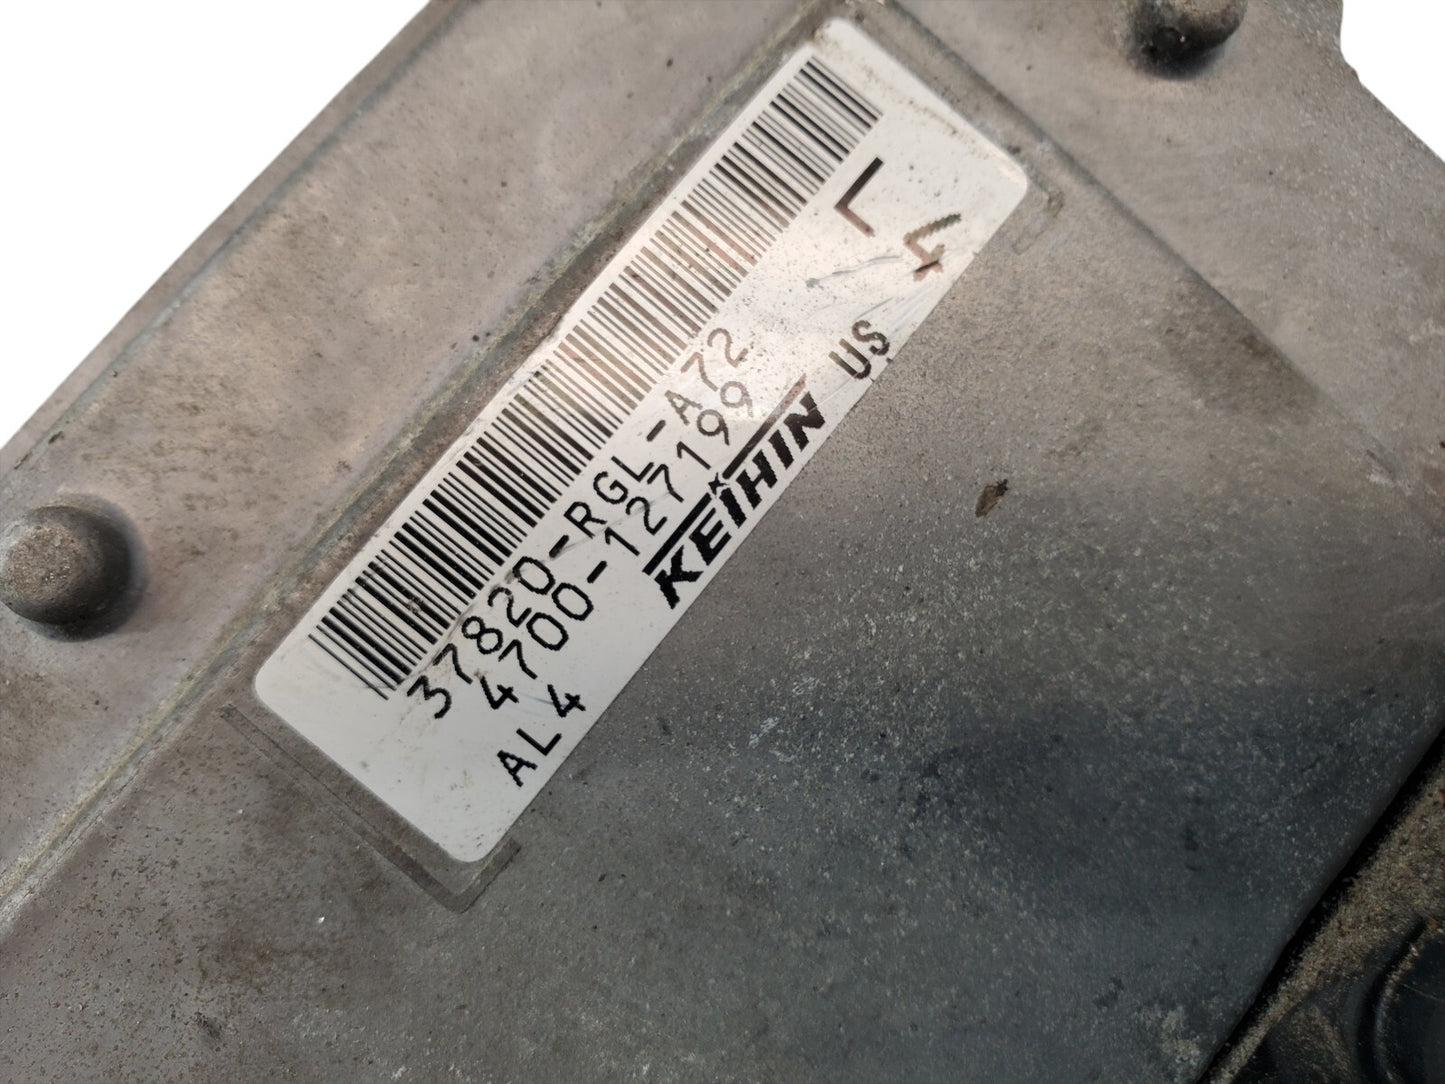 L 4
37820-RGL-A72
4700-127199
AL4 KEIHIN US